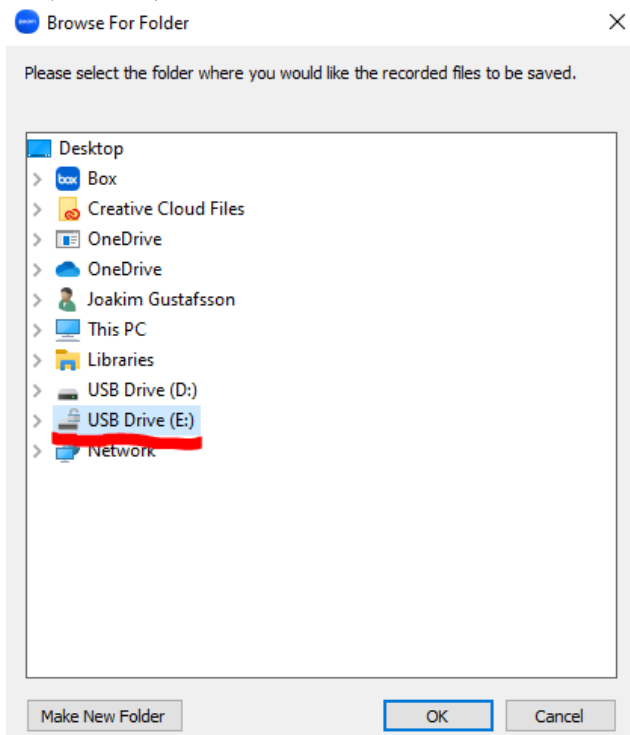 zoom Browse For Folder
Please select the folder where you would like the recorded files to be saved.
Desktop
box Box
Creative Cloud Files
OneDrive
OneDrive
Joakim Gustafsson
This PC
Libraries
USB Drive (D:)
USB Drive (E:)
Network
Make New Folder OK Cancel